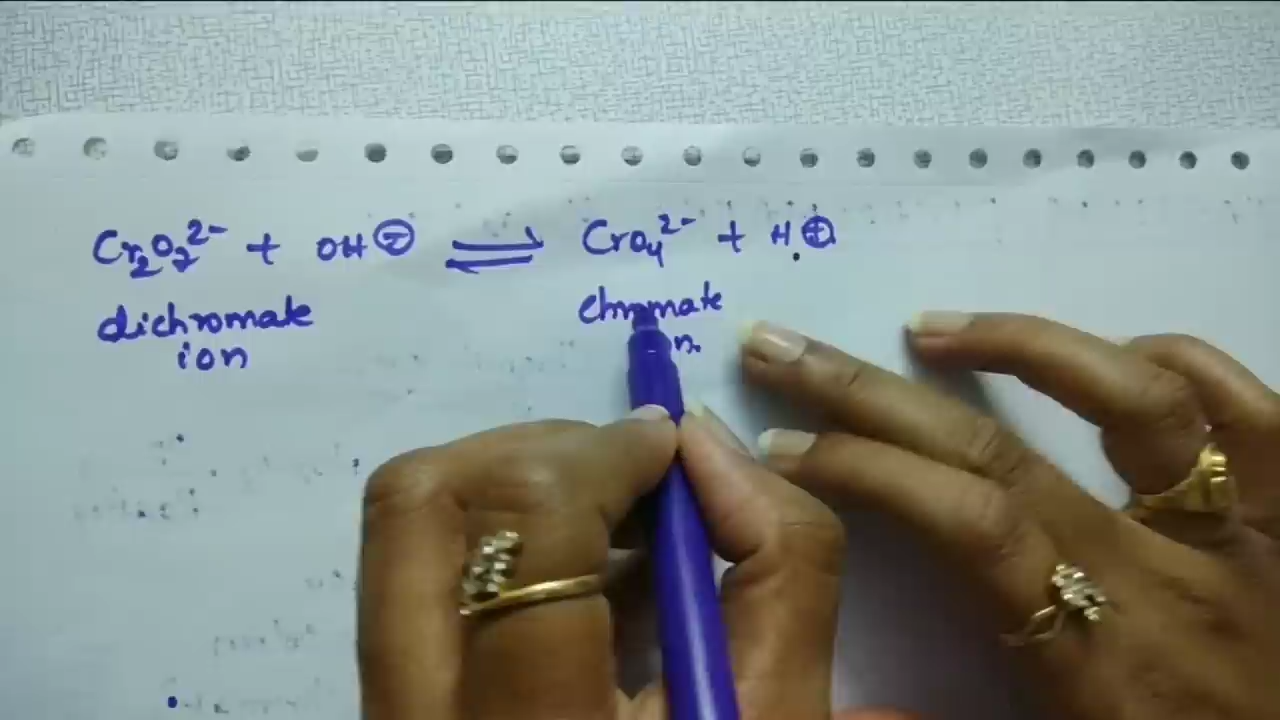 Cr₂O₇²⁻ + OH⊖ ⇌ CrO₄²⁻ + H⊕
dichromate chromate
ion